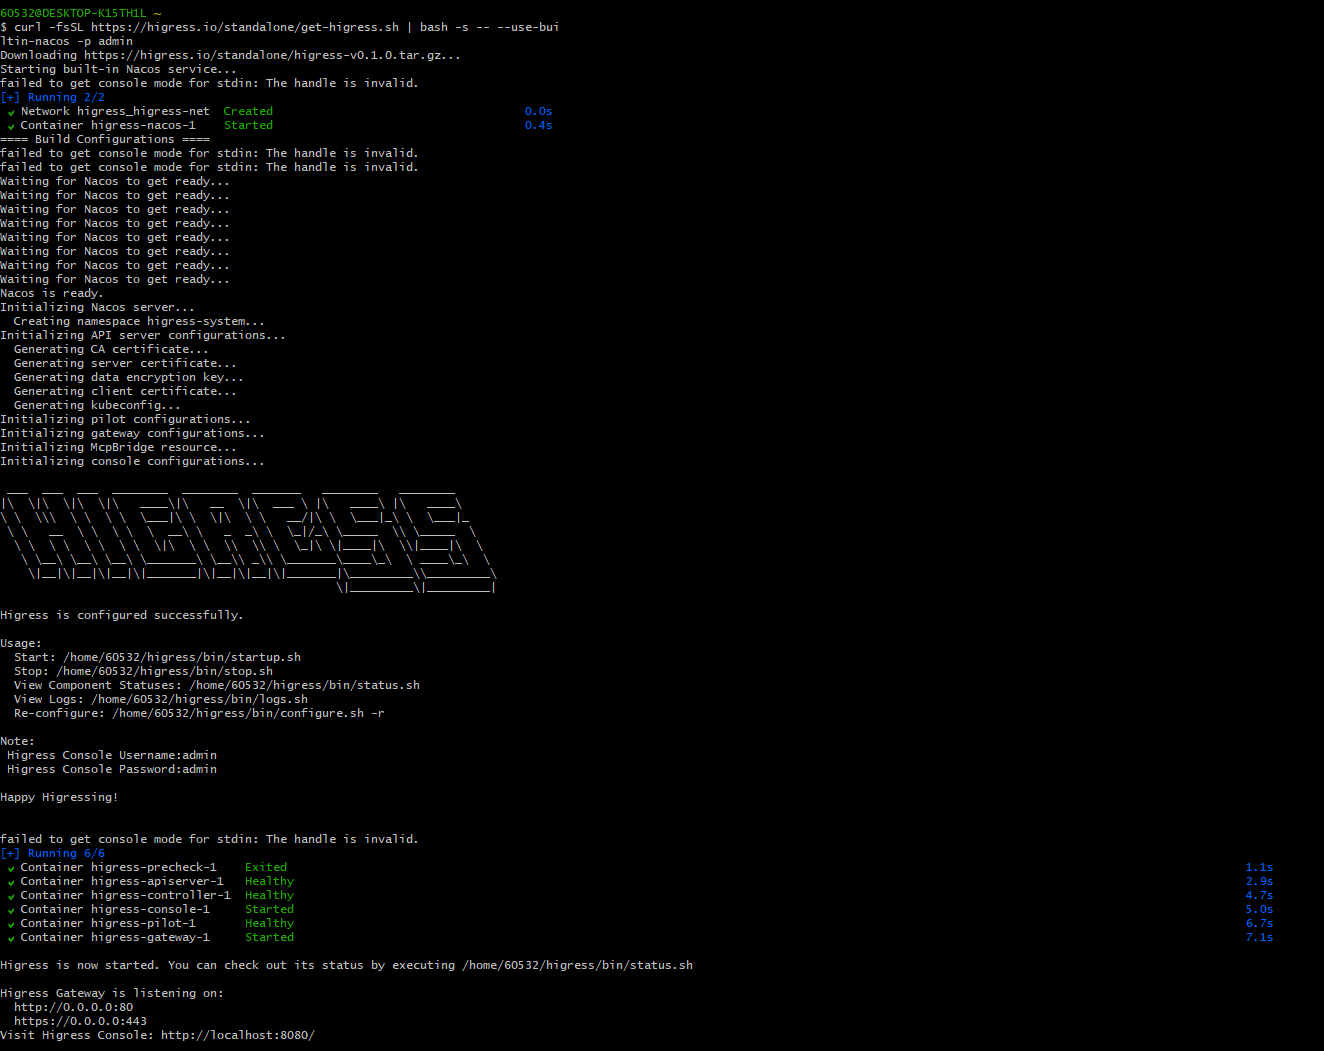 60532@DESKTOP-K15TH1L ~
$ curl -fsSL https://higress.io/standalone/get-higress.sh | bash -s -- --use-bui
ltin-nacos -p admin
Downloading https://higress.io/standalone/higress-v0.1.0.tar.gz...
Starting built-in Nacos service...
failed to get console mode for stdin: The handle is invalid.
[+] Running 2/2
✓ Network higress_higress-net  Created 0.0s
✓ Container higress-nacos-1    Started 0.4s
==== Build Configurations ====
failed to get console mode for stdin: The handle is invalid.
failed to get console mode for stdin: The handle is invalid.
Waiting for Nacos to get ready...
Waiting for Nacos to get ready...
Waiting for Nacos to get ready...
Waiting for Nacos to get ready...
Waiting for Nacos to get ready...
Waiting for Nacos to get ready...
Waiting for Nacos to get ready...
Waiting for Nacos to get ready...
Nacos is ready.
Initializing Nacos server...
  Creating namespace higress-system...
Initializing API server configurations...
  Generating CA certificate...
  Generating server certificate...
  Generating data encryption key...
  Generating client certificate...
  Generating kubeconfig...
Initializing pilot configurations...
Initializing gateway configurations...
Initializing McpBridge resource...
Initializing console configurations...
Higress is configured successfully.
Usage:
  Start: /home/60532/higress/bin/startup.sh
  Stop: /home/60532/higress/bin/stop.sh
  View Component Statuses: /home/60532/higress/bin/status.sh
  View Logs: /home/60532/higress/bin/logs.sh
  Re-configure: /home/60532/higress/bin/configure.sh -r
Note:
 Higress Console Username:admin
 Higress Console Password:admin
Happy Higressing!
failed to get console mode for stdin: The handle is invalid.
[+] Running 6/6
✓ Container higress-precheck-1    Exited 1.1s
✓ Container higress-apiserver-1   Healthy 2.9s
✓ Container higress-controller-1  Healthy 4.7s
✓ Container higress-console-1     Started 5.0s
✓ Container higress-pilot-1       Healthy 6.7s
✓ Container higress-gateway-1     Started 7.1s
Higress is now started. You can check out its status by executing /home/60532/higress/bin/status.sh
Higress Gateway is listening on:
  http://0.0.0.0:80
  https://0.0.0.0:443
Visit Higress Console: http://localhost:8080/